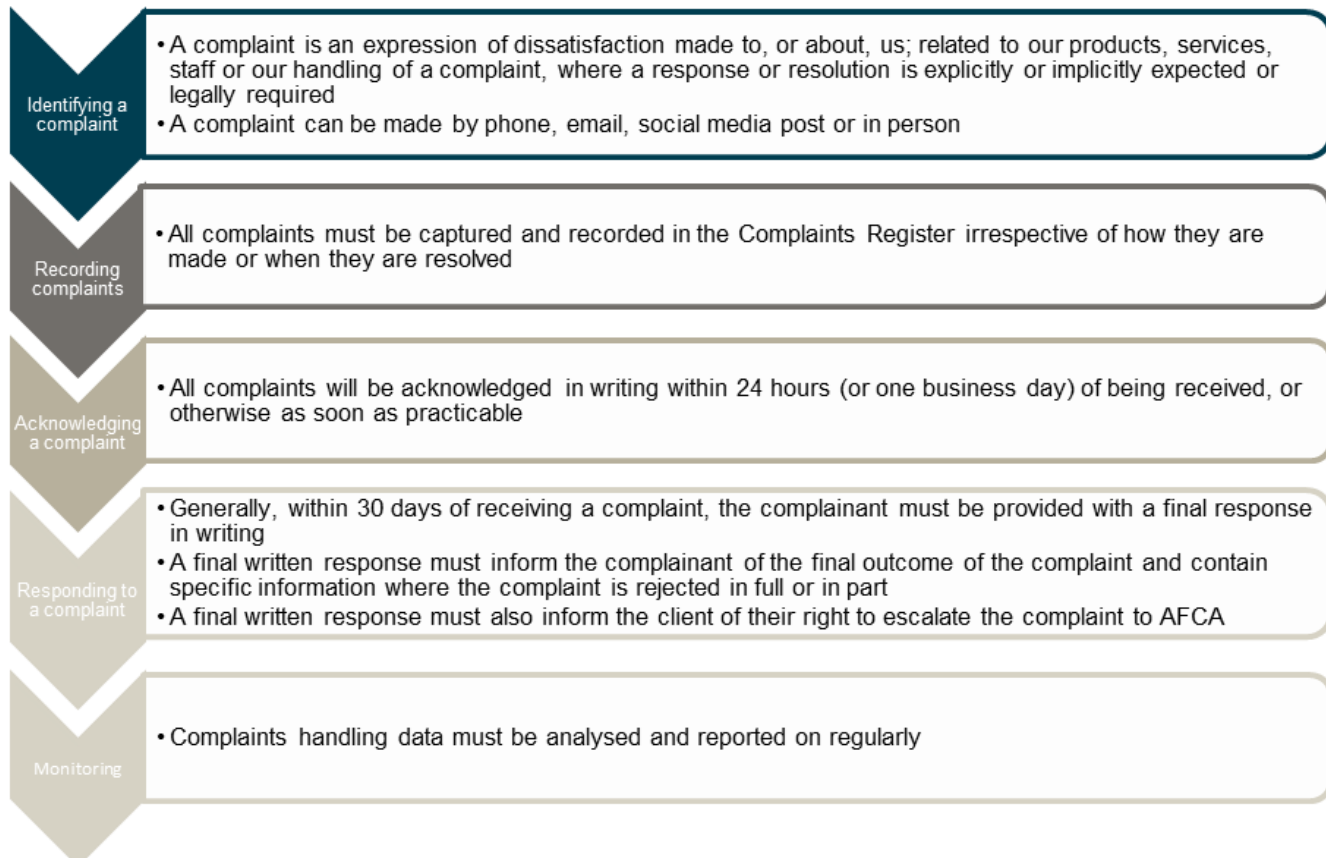 Identifying a
complaint
• A complaint is an expression of dissatisfaction made to, or about, us; related to our products, services,
staff or our handling of a complaint, where a response or resolution is explicitly or implicitly expected or
legally required
• A complaint can be made by phone, email, social media post or in person
Recording
complaints
• All complaints must be captured and recorded in the Complaints Register irrespective of how they are
made or when they are resolved
Acknowledging
a complaint
• All complaints will be acknowledged in writing within 24 hours (or one business day) of being received, or
otherwise as soon as practicable
Responding to
a complaint
• Generally, within 30 days of receiving a complaint, the complainant must be provided with a final response
in writing
• A final written response must inform the complainant of the final outcome of the complaint and contain
specific information where the complaint is rejected in full or in part
• A final written response must also inform the client of their right to escalate the complaint to AFCA
Monitoring
• Complaints handling data must be analysed and reported on regularly